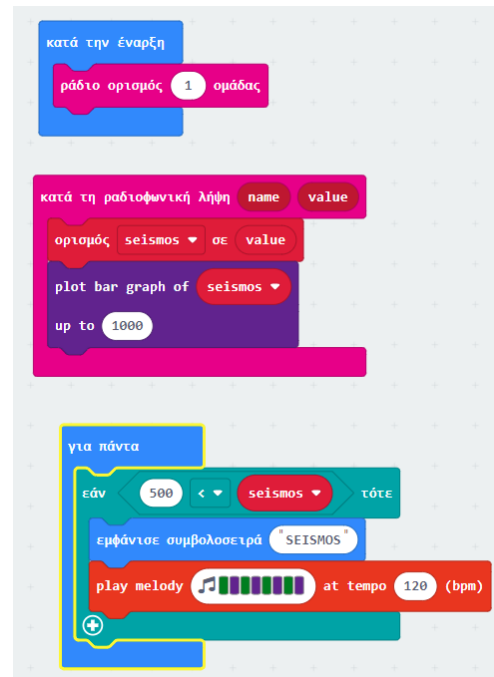 κατά την έναρξη
ράδιο ορισμός 1 ομάδας
κατά τη ραδιοφωνική λήψη name value
ορισμός seismos σε value
plot bar graph of seismos
up to 1000
για πάντα
εάν 500 < seismos τότε
εμφάνισε συμβολοσειρά "SEISMOS"
play melody at tempo 120 (bpm)